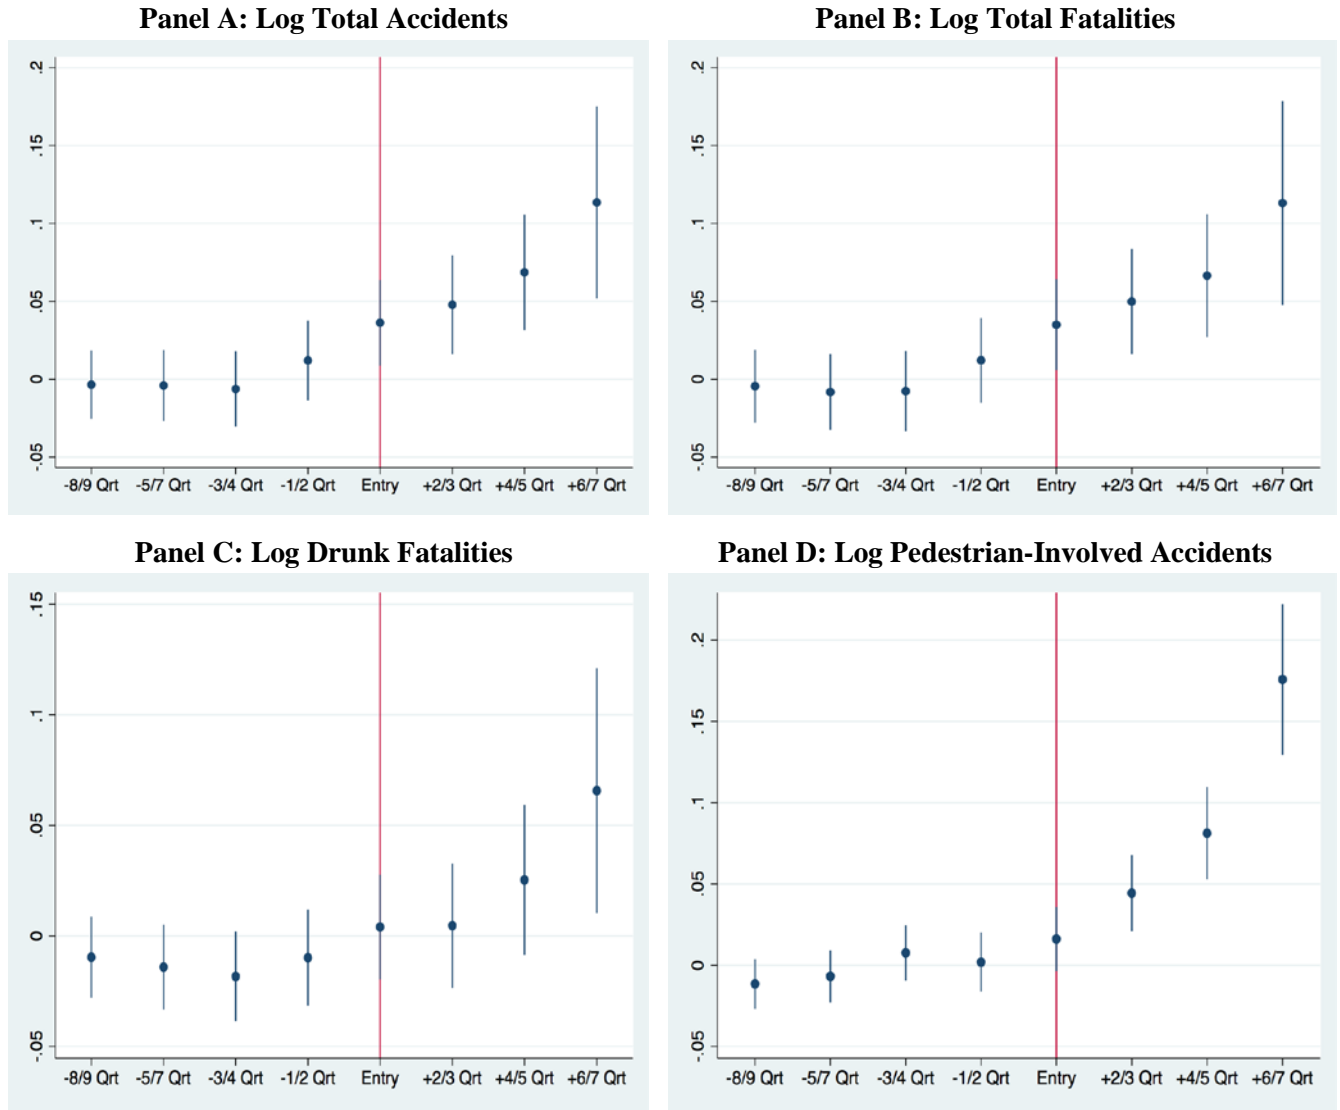 Panel A: Log Total Accidents
.2
.15
.1
.05
0
-.05
-8/9 Qrt -5/7 Qrt -3/4 Qrt -1/2 Qrt Entry +2/3 Qrt +4/5 Qrt +6/7 Qrt
Panel B: Log Total Fatalities
.2
.15
.1
.05
0
-.05
-8/9 Qrt -5/7 Qrt -3/4 Qrt -1/2 Qrt Entry +2/3 Qrt +4/5 Qrt +6/7 Qrt
Panel C: Log Drunk Fatalities
.15
.1
.05
0
-.05
-8/9 Qrt -5/7 Qrt -3/4 Qrt -1/2 Qrt Entry +2/3 Qrt +4/5 Qrt +6/7 Qrt
Panel D: Log Pedestrian-Involved Accidents
.2
.15
.1
.05
0
-.05
-8/9 Qrt -5/7 Qrt -3/4 Qrt -1/2 Qrt Entry +2/3 Qrt +4/5 Qrt +6/7 Qrt